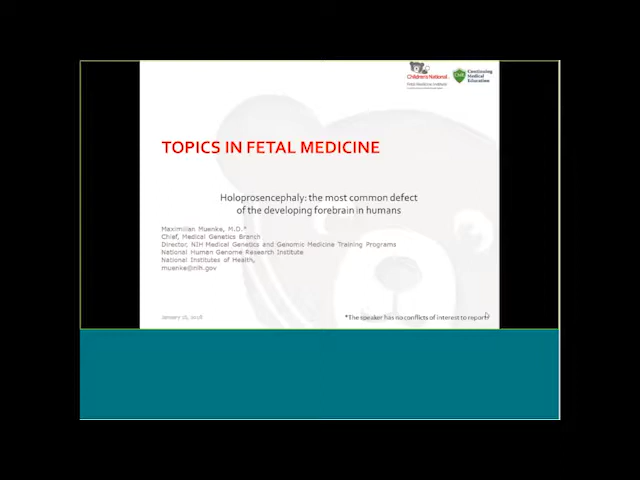 Children's National
Continuing
CME
Medical
Education
TOPICS IN FETAL MEDICINE
Holoprosencephaly: the most common defect
of the developing forebrain in humans
Maximilian Muenke, M.D.*
Chief, Medical Genetics Branch
Director, NIH Medical Genetics and Genomic Medicine Training Programs
National Human Genome Research Institute
National Institutes of Health,
muenke@nih.gov
*The speaker has no conflicts of interest to report